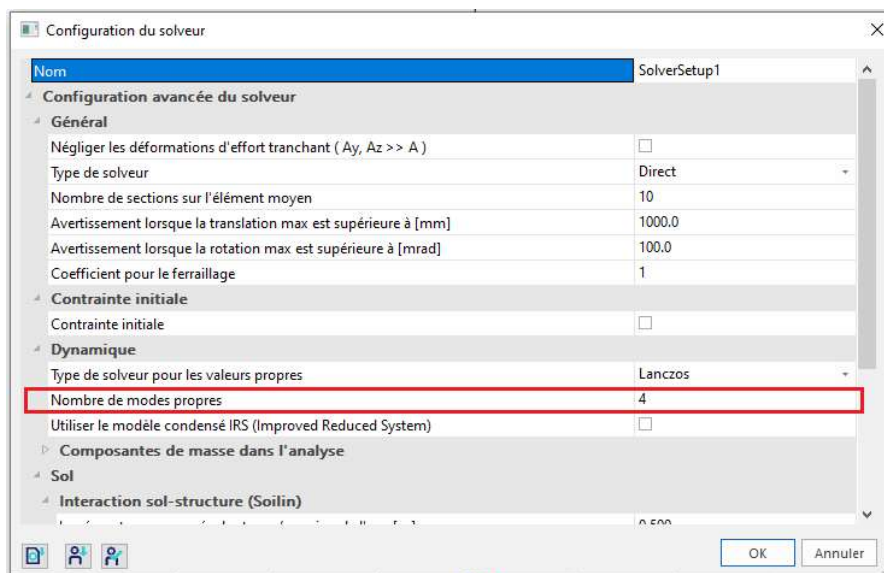 Configuration du solveur
Nom SolverSetup1
Configuration avancée du solveur
Général
Négliger les déformations d'effort tranchant ( Ay, Az >> A )
Type de solveur Direct
Nombre de sections sur l'élément moyen 10
Avertissement lorsque la translation max est supérieure à [mm] 1000.0
Avertissement lorsque la rotation max est supérieure à [mrad] 100.0
Coefficient pour le ferraillage 1
Contrainte initiale
Contrainte initiale
Dynamique
Type de solveur pour les valeurs propres Lanczos
Nombre de modes propres 4
Utiliser le modèle condensé IRS (Improved Reduced System)
Composantes de masse dans l'analyse
Sol
Interaction sol-structure (Soilin)
OK Annuler